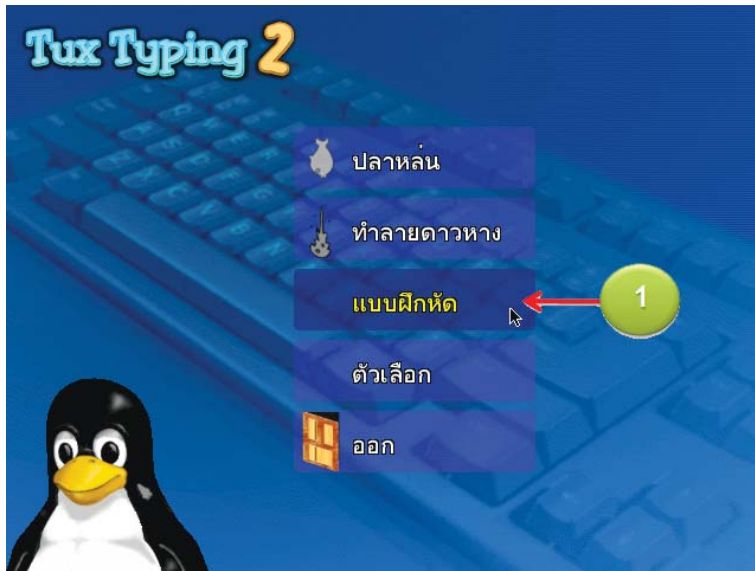 Tux Typing 2
ปลาหล่น
ทำลายดาวหาง
แบบฝึกหัด
1
ตัวเลือก
ออก